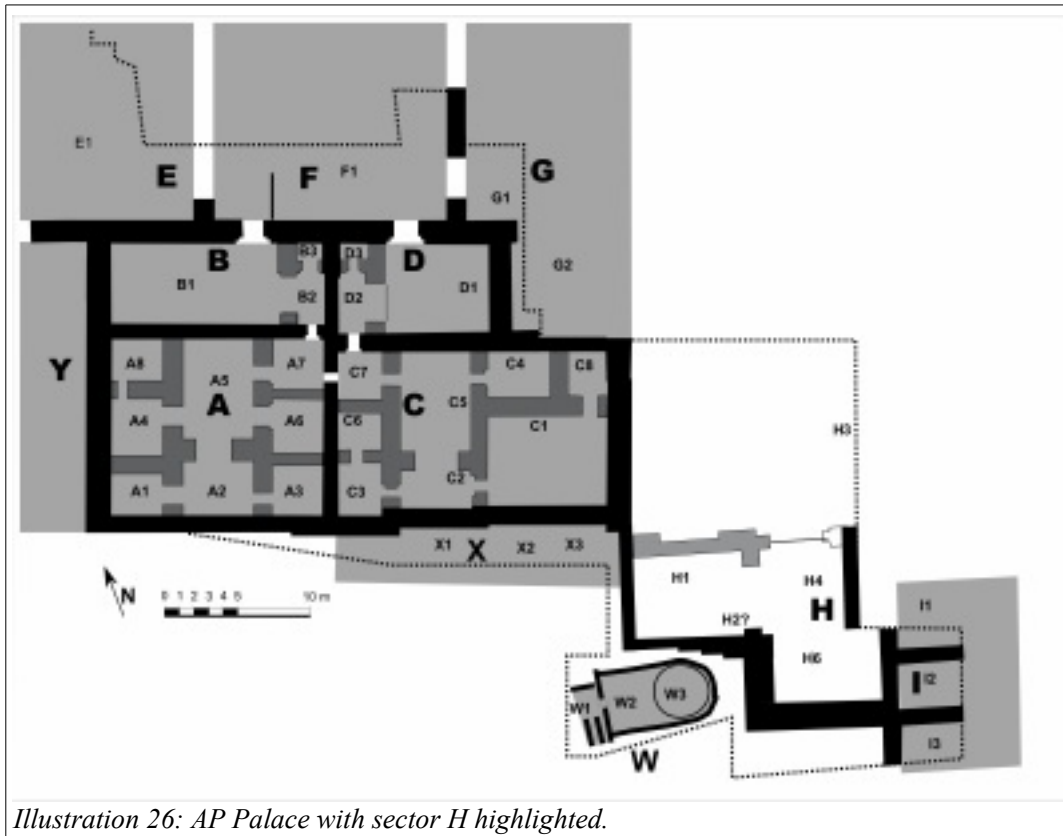 E1
E
F
F1
G
G1
G2
B
B1
B2
B3
D
D3
D2
D1
Y
A
A8
A5
A7
A4
A6
A1
A2
A3
C
C7
C4
C8
C5
C6
C1
C3
C2
H3
X1
X
X2
X3
N
0 1 2 3 4 5 10 m
H1
H4
H
H2?
H6
I1
I2
I3
W1
W2
W3
W
Illustration 26: AP Palace with sector H highlighted.